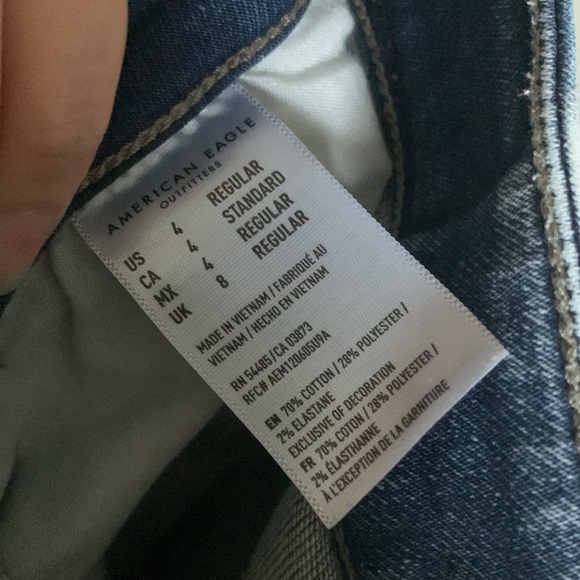 AMERICAN EAGLE
OUTFITTERS
US 4 REGULAR
CA 4 STANDARD
MX 4 REGULAR
UK 8 REGULAR
MADE IN VIETNAM / FABRIQUÉ AU
VIETNAM / HECHO EN VIETNAM
RN 54485/CA 03873
RFC# AEM120605U9A
EN 70% COTTON / 28% POLYESTER /
2% ELASTANE
EXCLUSIVE OF DECORATION
FR 70% COTON / 28% POLYESTER /
2% ÉLASTHANNE
À L'EXCEPTION DE LA GARNITURE